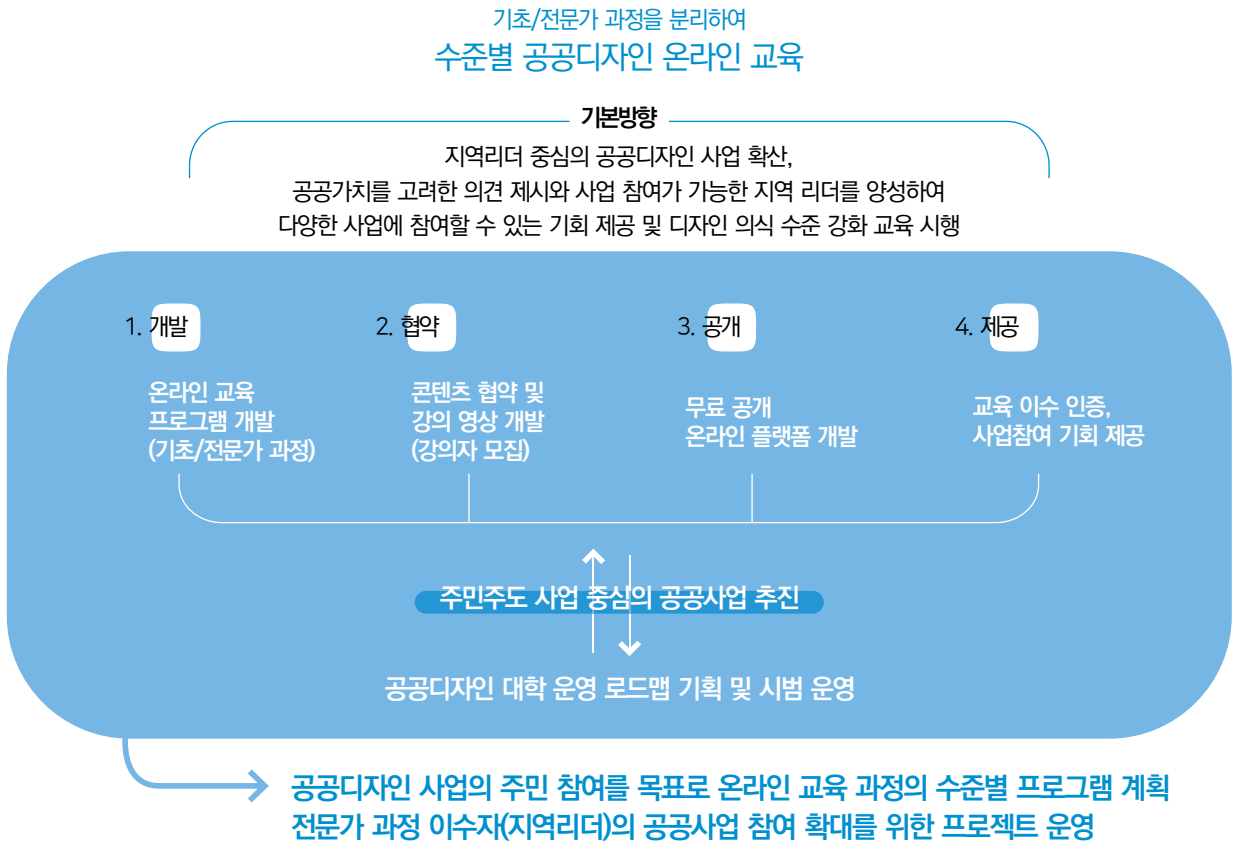 기초/전문가 과정을 분리하여
수준별 공공디자인 온라인 교육
기본방향
지역리더 중심의 공공디자인 사업 확산,
공공가치를 고려한 의견 제시와 사업 참여가 가능한 지역 리더를 양성하여
다양한 사업에 참여할 수 있는 기회 제공 및 디자인 의식 수준 강화 교육 시행
1. 개발
온라인 교육
프로그램 개발
(기초/전문가 과정)
2. 협약
콘텐츠 협약 및
강의 영상 개발
(강의자 모집)
3. 공개
무료 공개
온라인 플랫폼 개발
4. 제공
교육 이수 인증,
사업참여 기회 제공
주민주도 사업 중심의 공공사업 추진
공공디자인 대학 운영 로드맵 기획 및 시범 운영
공공디자인 사업의 주민 참여를 목표로 온라인 교육 과정의 수준별 프로그램 계획
전문가 과정 이수자(지역리더)의 공공사업 참여 확대를 위한 프로젝트 운영